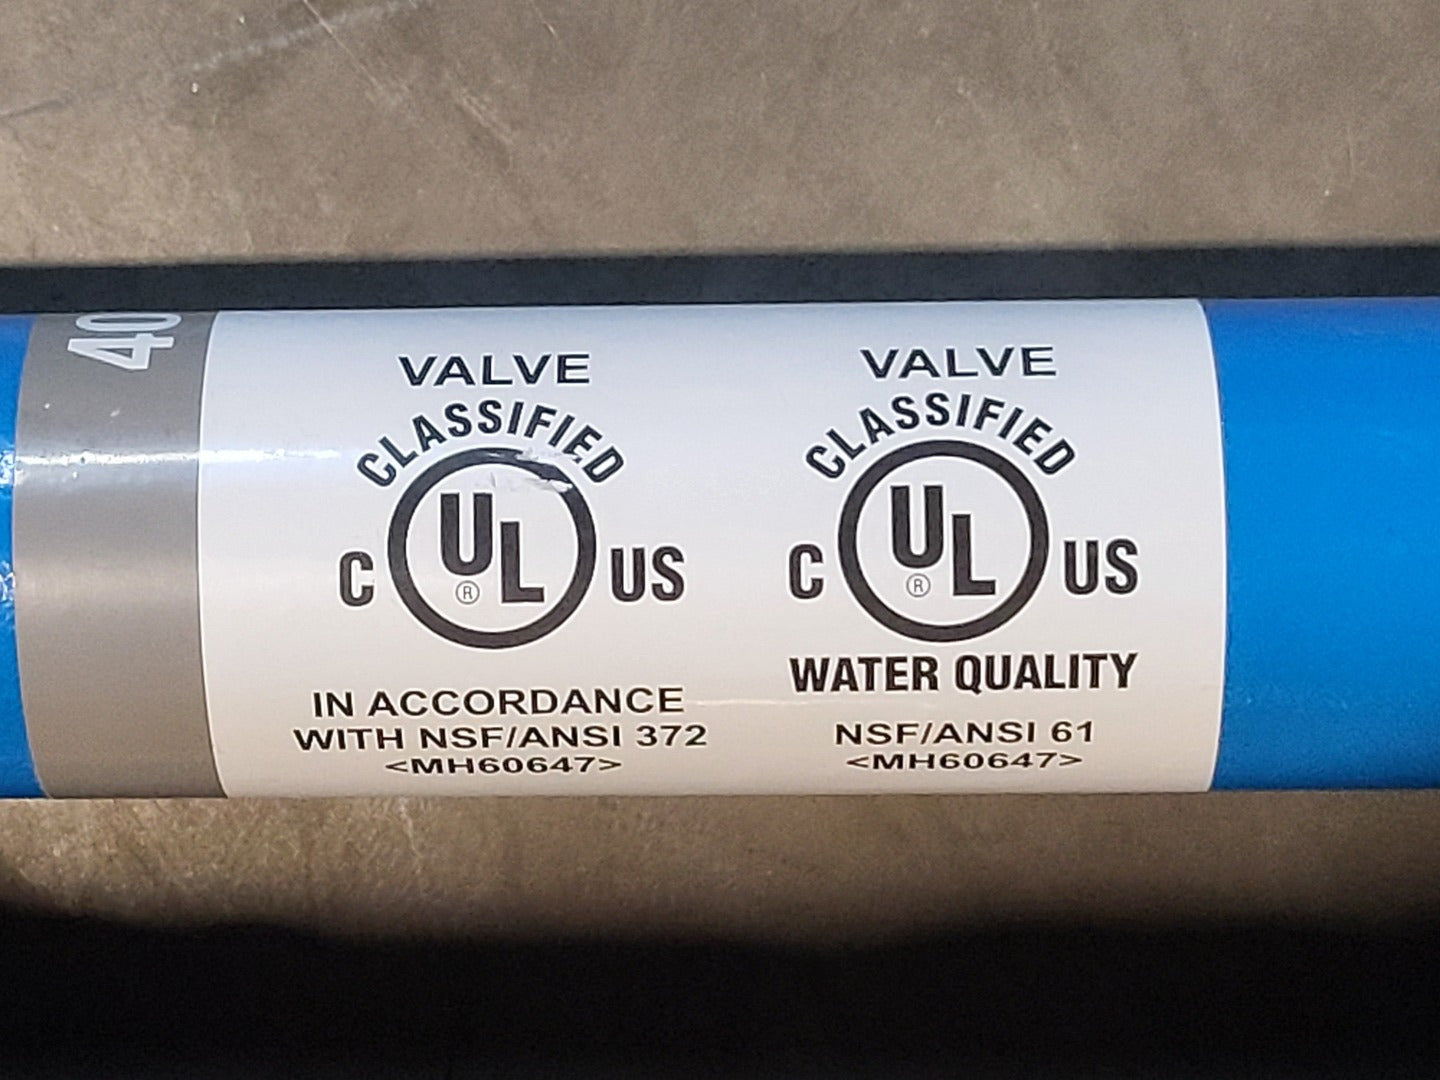 40
VALVE
CLASSIFIED
C UL US
®
IN ACCORDANCE
WITH NSF/ANSI 372
<MH60647>
VALVE
CLASSIFIED
C UL US
®
WATER QUALITY
NSF/ANSI 61
<MH60647>